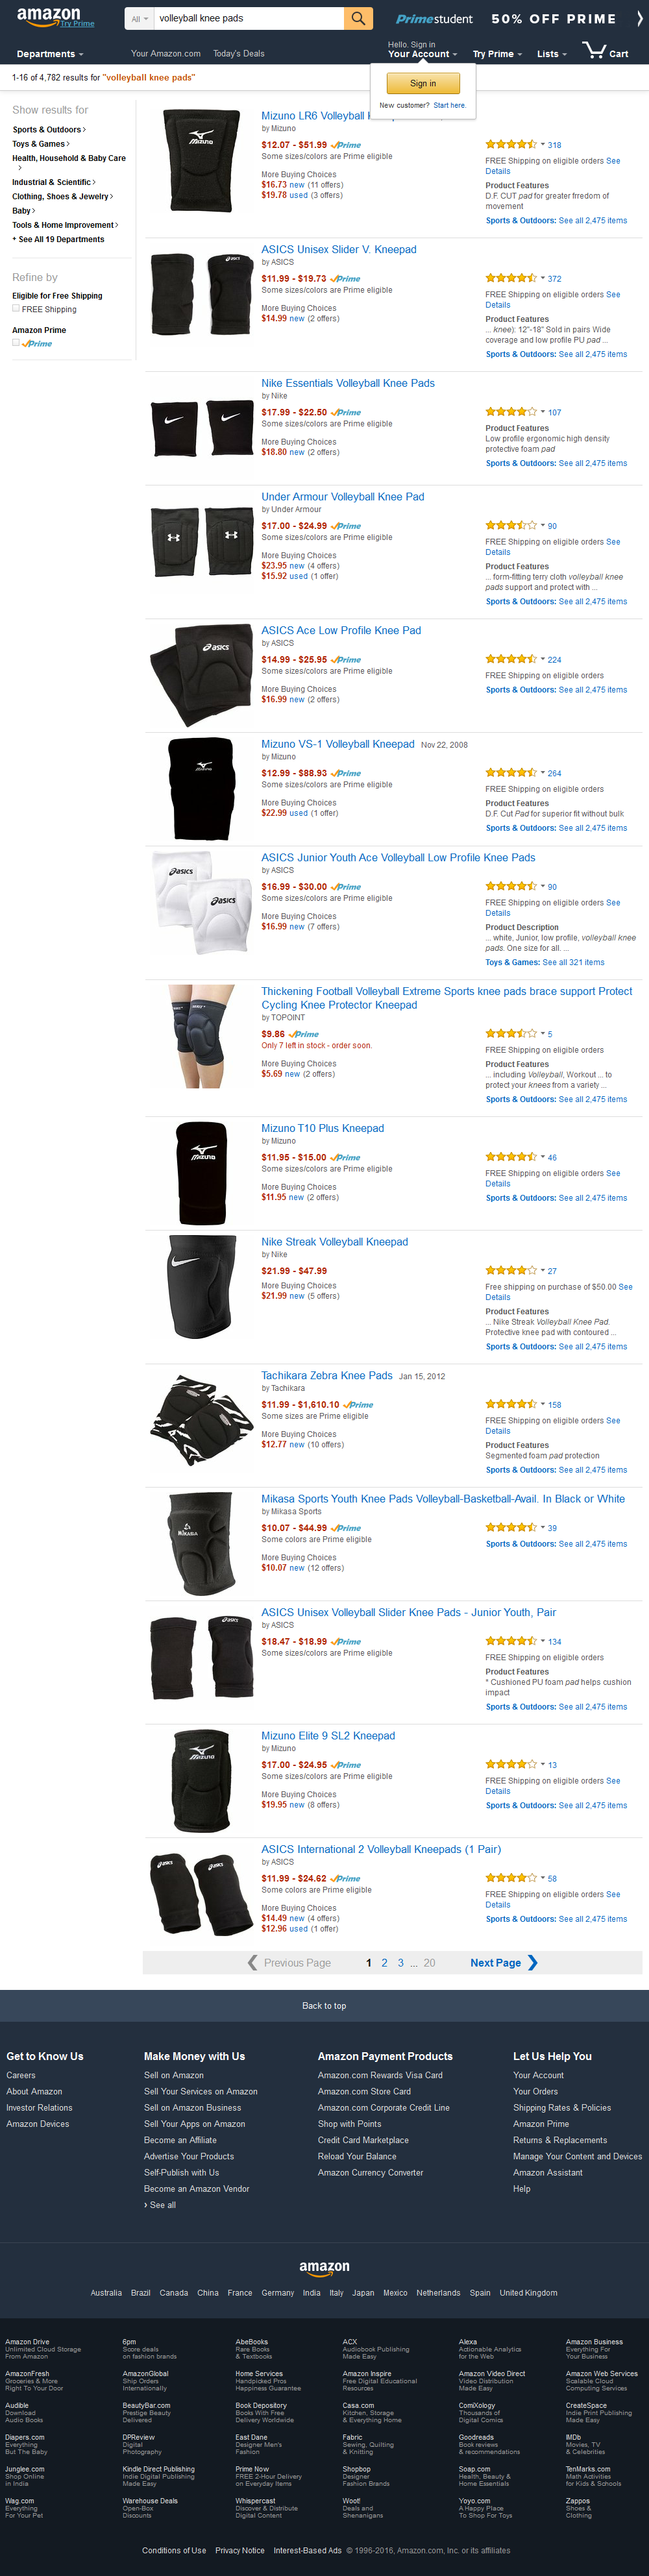 amazon
Try Prime
All
volleyball knee pads
Prime student 50% OFF PRIME
Departments
Your Amazon.com Today's Deals
Hello. Sign in
Your Account
Try Prime
Lists
Cart
1-16 of 4,782 results for "volleyball knee pads"
Sign in
New customer? Start here.
Show results for
Sports & Outdoors
Toys & Games
Health, Household & Baby Care
Industrial & Scientific
Clothing, Shoes & Jewelry
Baby
Tools & Home Improvement
+ See All 19 Departments
Refine by
Eligible for Free Shipping
FREE Shipping
Amazon Prime
Prime
Mizuno LR6 Volleyball
by Mizuno
$12.07 - $51.99 Prime
Some sizes/colors are Prime eligible
More Buying Choices
$16.73 new (11 offers)
$19.78 used (3 offers)
318
FREE Shipping on eligible orders See
Details
Product Features
D.F. CUT pad for greater frredom of
movement
Sports & Outdoors: See all 2,475 items
ASICS Unisex Slider V. Kneepad
by ASICS
$11.99 - $19.73 Prime
Some sizes/colors are Prime eligible
More Buying Choices
$14.99 new (2 offers)
372
FREE Shipping on eligible orders See
Details
Product Features
... knee): 12"-18" Sold in pairs Wide
coverage and low profile PU pad ...
Sports & Outdoors: See all 2,475 items
Nike Essentials Volleyball Knee Pads
by Nike
$17.99 - $22.50 Prime
Some sizes/colors are Prime eligible
More Buying Choices
$18.80 new (2 offers)
107
Product Features
Low profile ergonomic high density
protective foam pad
Sports & Outdoors: See all 2,475 items
Under Armour Volleyball Knee Pad
by Under Armour
$17.00 - $24.99 Prime
Some sizes/colors are Prime eligible
More Buying Choices
$23.95 new (4 offers)
$15.92 used (1 offer)
90
FREE Shipping on eligible orders See
Details
Product Features
... form-fitting terry cloth volleyball knee
pads support and protect with ...
Sports & Outdoors: See all 2,475 items
ASICS Ace Low Profile Knee Pad
by ASICS
$14.99 - $25.95 Prime
Some sizes/colors are Prime eligible
More Buying Choices
$16.99 new (2 offers)
224
FREE Shipping on eligible orders
Sports & Outdoors: See all 2,475 items
Mizuno VS-1 Volleyball Kneepad Nov 22, 2008
by Mizuno
$12.99 - $88.93 Prime
Some sizes/colors are Prime eligible
More Buying Choices
$22.99 used (1 offer)
264
FREE Shipping on eligible orders
Product Features
D.F. Cut Pad for superior fit without bulk
Sports & Outdoors: See all 2,475 items
ASICS Junior Youth Ace Volleyball Low Profile Knee Pads
by ASICS
$16.99 - $30.00 Prime
Some sizes/colors are Prime eligible
More Buying Choices
$16.99 new (7 offers)
90
FREE Shipping on eligible orders See
Details
Product Description
... white, Junior, low profile, volleyball knee
pads. One size for all. ...
Toys & Games: See all 321 items
Thickening Football Volleyball Extreme Sports knee pads brace support Protect
Cycling Knee Protector Kneepad
by TOPOINT
$9.86 Prime
Only 7 left in stock - order soon.
More Buying Choices
$5.69 new (2 offers)
5
FREE Shipping on eligible orders
Product Features
... including Volleyball, Workout ... to
protect your knees from a variety ...
Sports & Outdoors: See all 2,475 items
Mizuno T10 Plus Kneepad
by Mizuno
$11.95 - $15.00 Prime
Some sizes/colors are Prime eligible
More Buying Choices
$11.95 new (2 offers)
46
FREE Shipping on eligible orders See
Details
Sports & Outdoors: See all 2,475 items
Nike Streak Volleyball Kneepad
by Nike
$21.99 - $47.99
More Buying Choices
$21.99 new (5 offers)
27
Free shipping on purchase of $50.00 See
Details
Product Features
... Nike Streak Volleyball Knee Pad.
Protective knee pad with contoured ...
Sports & Outdoors: See all 2,475 items
Tachikara Zebra Knee Pads Jan 15, 2012
by Tachikara
$11.99 - $1,610.10 Prime
Some sizes are Prime eligible
More Buying Choices
$12.77 new (10 offers)
158
FREE Shipping on eligible orders See
Details
Product Features
Segmented foam pad protection
Sports & Outdoors: See all 2,475 items
Mikasa Sports Youth Knee Pads Volleyball-Basketball-Avail. In Black or White
by Mikasa Sports
$10.07 - $44.99 Prime
Some colors are Prime eligible
More Buying Choices
$10.07 new (12 offers)
39
Sports & Outdoors: See all 2,475 items
ASICS Unisex Volleyball Slider Knee Pads - Junior Youth, Pair
by ASICS
$18.47 - $18.99 Prime
Some sizes/colors are Prime eligible
134
FREE Shipping on eligible orders
Product Features
* Cushioned PU foam pad helps cushion
impact
Sports & Outdoors: See all 2,475 items
Mizuno Elite 9 SL2 Kneepad
by Mizuno
$17.00 - $24.95 Prime
Some sizes/colors are Prime eligible
More Buying Choices
$19.95 new (8 offers)
13
FREE Shipping on eligible orders See
Details
Sports & Outdoors: See all 2,475 items
ASICS International 2 Volleyball Kneepads (1 Pair)
by ASICS
$11.99 - $24.62 Prime
Some colors are Prime eligible
More Buying Choices
$14.49 new (4 offers)
$12.96 used (1 offer)
58
FREE Shipping on eligible orders See
Details
Sports & Outdoors: See all 2,475 items
Previous Page 1 2 3 ... 20 Next Page
Back to top
Get to Know Us
Careers
About Amazon
Investor Relations
Amazon Devices
Make Money with Us
Sell on Amazon
Sell Your Services on Amazon
Sell on Amazon Business
Sell Your Apps on Amazon
Become an Affiliate
Advertise Your Products
Self-Publish with Us
Become an Amazon Vendor
› See all
Amazon Payment Products
Amazon.com Rewards Visa Card
Amazon.com Store Card
Amazon.com Corporate Credit Line
Shop with Points
Credit Card Marketplace
Reload Your Balance
Amazon Currency Converter
Let Us Help You
Your Account
Your Orders
Shipping Rates & Policies
Amazon Prime
Returns & Replacements
Manage Your Content and Devices
Amazon Assistant
Help
amazon
Australia Brazil Canada China France Germany India Italy Japan Mexico Netherlands Spain United Kingdom
Amazon Drive
Unlimited Cloud Storage
From Amazon
6pm
Score deals
on fashion brands
AbeBooks
Rare Books
& Textbooks
ACX
Audiobook Publishing
Made Easy
Alexa
Actionable Analytics
for the Web
Amazon Business
Everything For
Your Business
AmazonFresh
Groceries & More
Right To Your Door
AmazonGlobal
Ship Orders
Internationally
Home Services
Handpicked Pros
Happiness Guarantee
Amazon Inspire
Free Digital Educational
Resources
Amazon Video Direct
Video Distribution
Made Easy
Amazon Web Services
Scalable Cloud
Computing Services
Audible
Download
Audio Books
BeautyBar.com
Prestige Beauty
Delivered
Book Depository
Books With Free
Delivery Worldwide
Casa.com
Kitchen, Storage
& Everything Home
ComiXology
Thousands of
Digital Comics
CreateSpace
Indie Print Publishing
Made Easy
Diapers.com
Everything
But The Baby
DPReview
Digital
Photography
East Dane
Designer Men's
Fashion
Fabric
Sewing, Quilting
& Knitting
Goodreads
Book reviews
& recommendations
IMDb
Movies, TV
& Celebrities
Junglee.com
Shop Online
in India
Kindle Direct Publishing
Indie Digital Publishing
Made Easy
Prime Now
FREE 2-Hour Delivery
on Everyday Items
Shopbop
Designer
Fashion Brands
Soap.com
Health, Beauty &
Home Essentials
TenMarks.com
Math Activities
for Kids & Schools
Wag.com
Everything
For Your Pet
Warehouse Deals
Open-Box
Discounts
Whispercast
Discover & Distribute
Digital Content
Woot!
Deals and
Shenanigans
Yoyo.com
A Happy Place
To Shop For Toys
Zappos
Shoes &
Clothing
Conditions of Use Privacy Notice Interest-Based Ads © 1996-2016, Amazon.com, Inc. or its affiliates